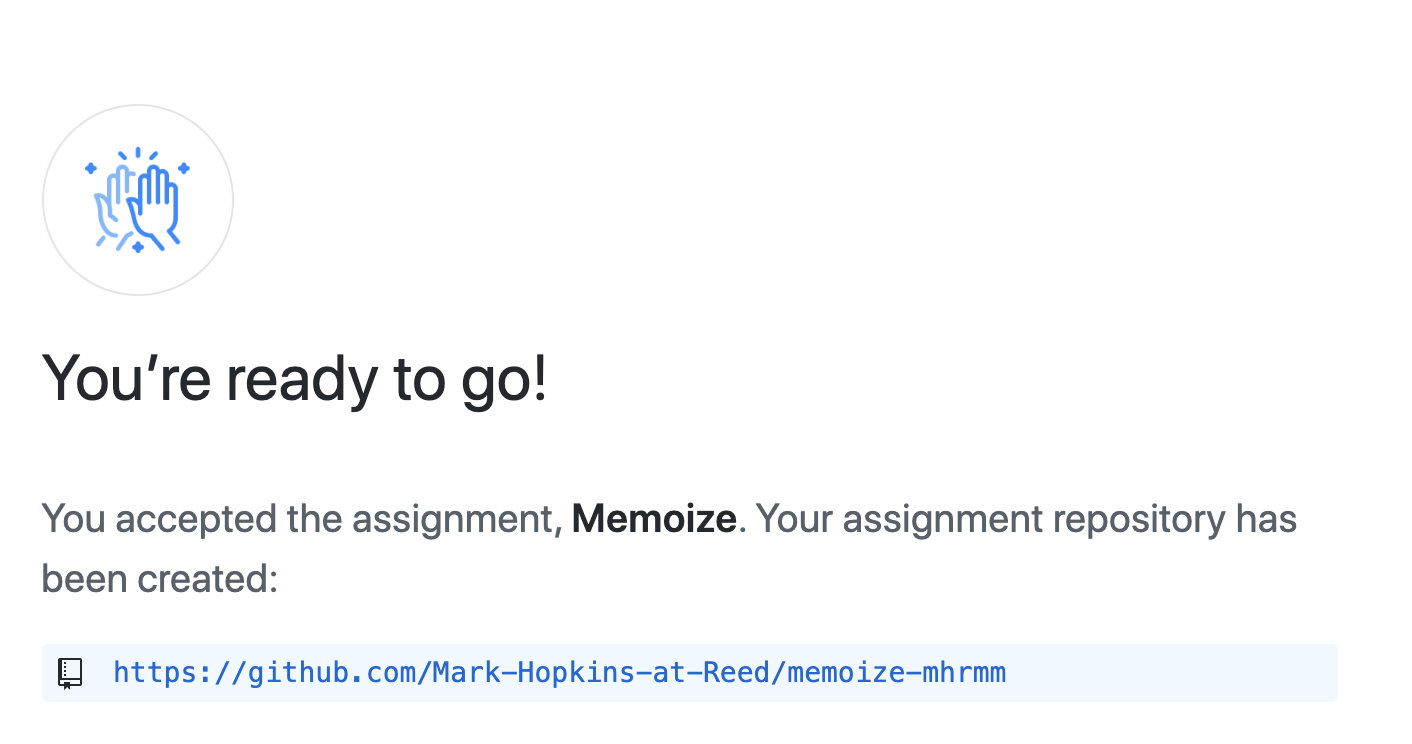 You’re ready to go!
You accepted the assignment, Memoize. Your assignment repository has
been created:
https://github.com/Mark-Hopkins-at-Reed/memoize-mhrmm